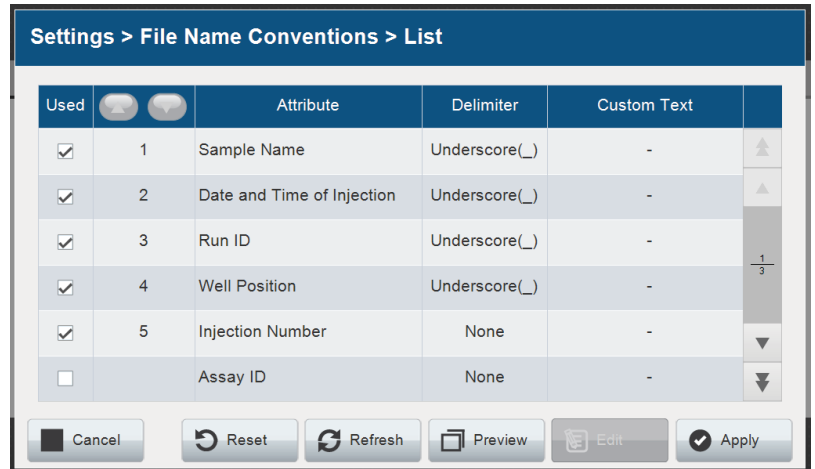 Settings > File Name Conventions > List
Used Attribute Delimiter Custom Text
1 Sample Name Underscore(_) -
2 Date and Time of Injection Underscore(_) -
3 Run ID Underscore(_) -
4 Well Position Underscore(_) -
5 Injection Number None -
Assay ID None -
1
3
Cancel Reset Refresh Preview Edit Apply